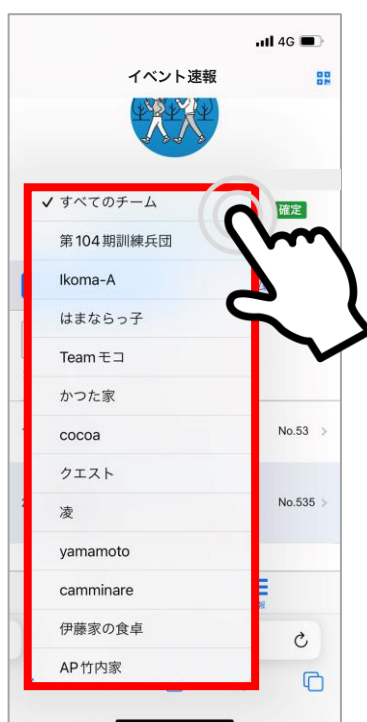 4G
イベント速報
✓ すべてのチーム
確定
第104期訓練兵団
Ikoma-A
はまならっ子
Teamモコ
かつた家
cocoa
No.53
クエスト
凌
No.535
yamamoto
camminare
伊藤家の食卓
AP竹内家